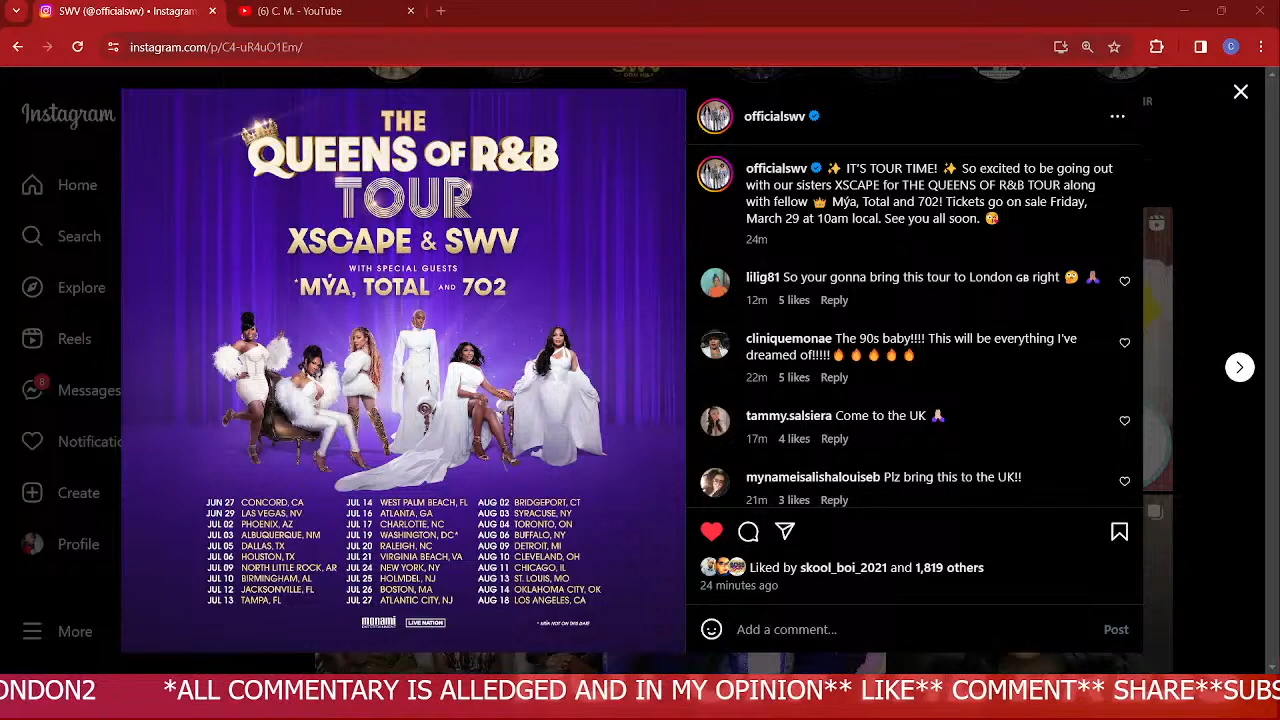 SWV (@officialswv) • Instagram
(6) C. M. - YouTube
instagram.com/p/C4-uR4uO1Em/
C
Instagram
Home
Search
Explore
Reels
8
Messages
Notificatic
Create
Profile
More
THE
QUEENS OF R&B
TOUR
XSCAPE & SWV
WITH SPECIAL GUESTS
*MÝA, TOTAL AND 702
JUN 27 CONCORD, CA
JUN 29 LAS VEGAS, NV
JUL 02 PHOENIX, AZ
JUL 03 ALBUQUERQUE, NM
JUL 05 DALLAS, TX
JUL 06 HOUSTON, TX
JUL 09 NORTH LITTLE ROCK, AR
JUL 10 BIRMINGHAM, AL
JUL 12 JACKSONVILLE, FL
JUL 13 TAMPA, FL
JUL 14 WEST PALM BEACH, FL
JUL 16 ATLANTA, GA
JUL 17 CHARLOTTE, NC
JUL 19 WASHINGTON, DC*
JUL 20 RALEIGH, NC
JUL 21 VIRGINIA BEACH, VA
JUL 24 NEW YORK, NY
JUL 25 HOLMDEL, NJ
JUL 26 BOSTON, MA
JUL 27 ATLANTIC CITY, NJ
AUG 02 BRIDGEPORT, CT
AUG 03 SYRACUSE, NY
AUG 04 TORONTO, ON
AUG 06 BUFFALO, NY
AUG 09 DETROIT, MI
AUG 10 CLEVELAND, OH
AUG 11 CHICAGO, IL
AUG 13 ST. LOUIS, MO
AUG 14 OKLAHOMA CITY, OK
AUG 18 LOS ANGELES, CA
monami
ENTERTAINMENT
LIVE NATION
* MÝA NOT ON THIS DATE
officialswv
officialswv ✨ IT'S TOUR TIME! ✨ So excited to be going out
with our sisters XSCAPE for THE QUEENS OF R&B TOUR along
with fellow 👑 Mýa, Total and 702! Tickets go on sale Friday,
March 29 at 10am local. See you all soon. 😘
24m
lilig81 So your gonna bring this tour to London GB right 🤔 🙏🏽
12m 5 likes Reply
cliniquemonae The 90s baby!!!! This will be everything I've
dreamed of!!!!!🔥🔥🔥🔥🔥
22m 5 likes Reply
tammy.salsiera Come to the UK 🙏🏽
17m 4 likes Reply
mynameisalishalouiseb Plz bring this to the UK!!
21m 3 likes Reply
Liked by skool_boi_2021 and 1,819 others
24 minutes ago
Add a comment...
Post
IR
ONDON2 *ALL COMMENTARY IS ALLEDGED AND IN MY OPINION** LIKE** COMMENT** SHARE**SUBS